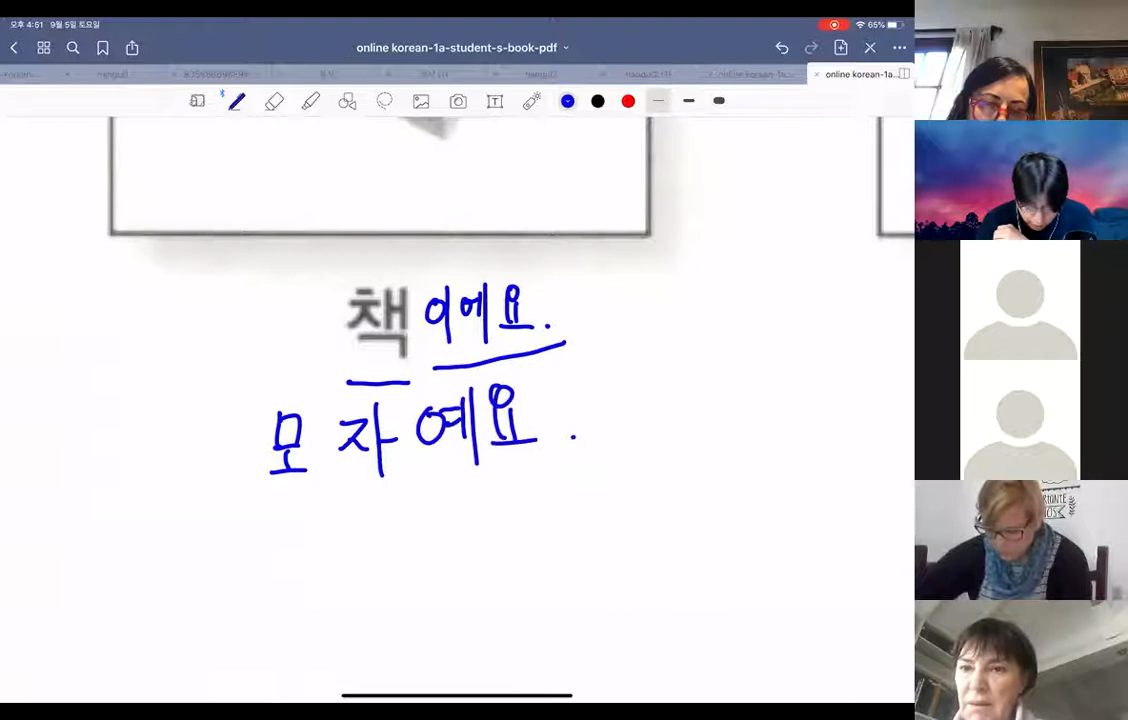 오후 4:51 9월 5일 토요일
65%
online korean-1a-student-s-book-pdf
online korean-1a...
책이에요.
모자예요.